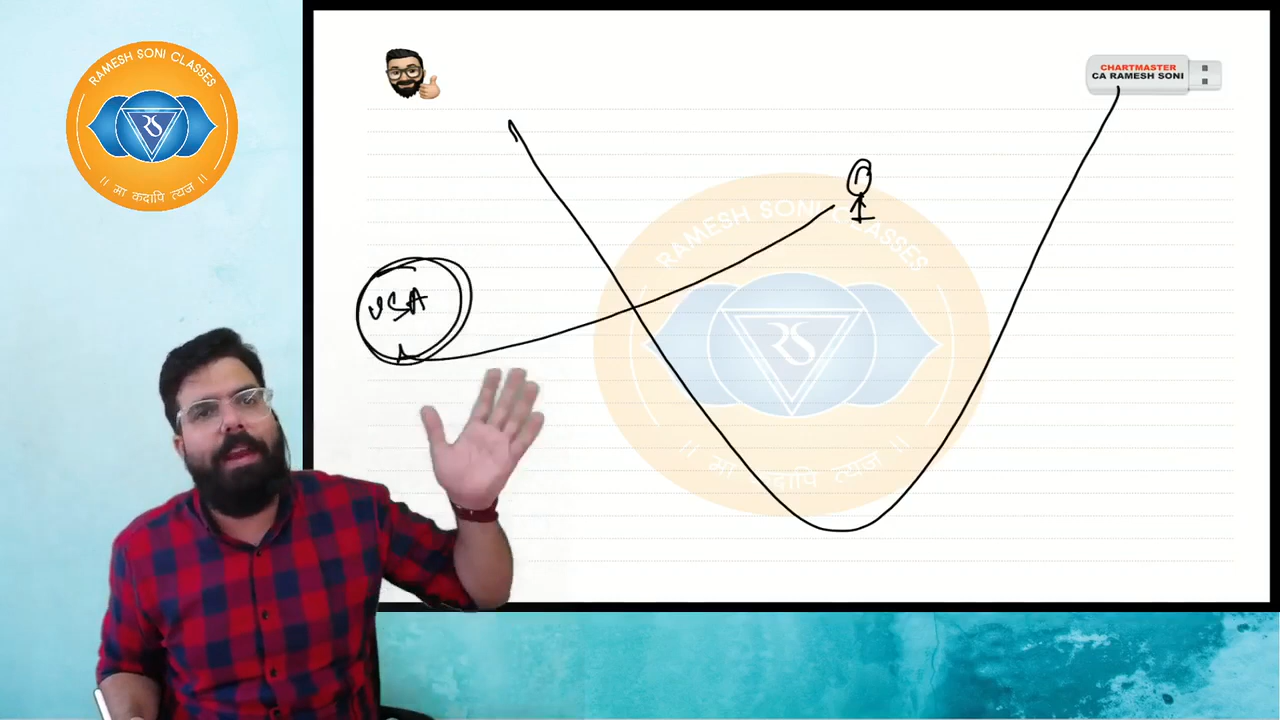 RAMESH SONI CLASSES
RS
॥ मा कदापि त्यज ॥
CHARTMASTER
CA RAMESH SONI
USA
RAMESH SONI CLASSES
RS
॥ मा कदापि त्यज ॥